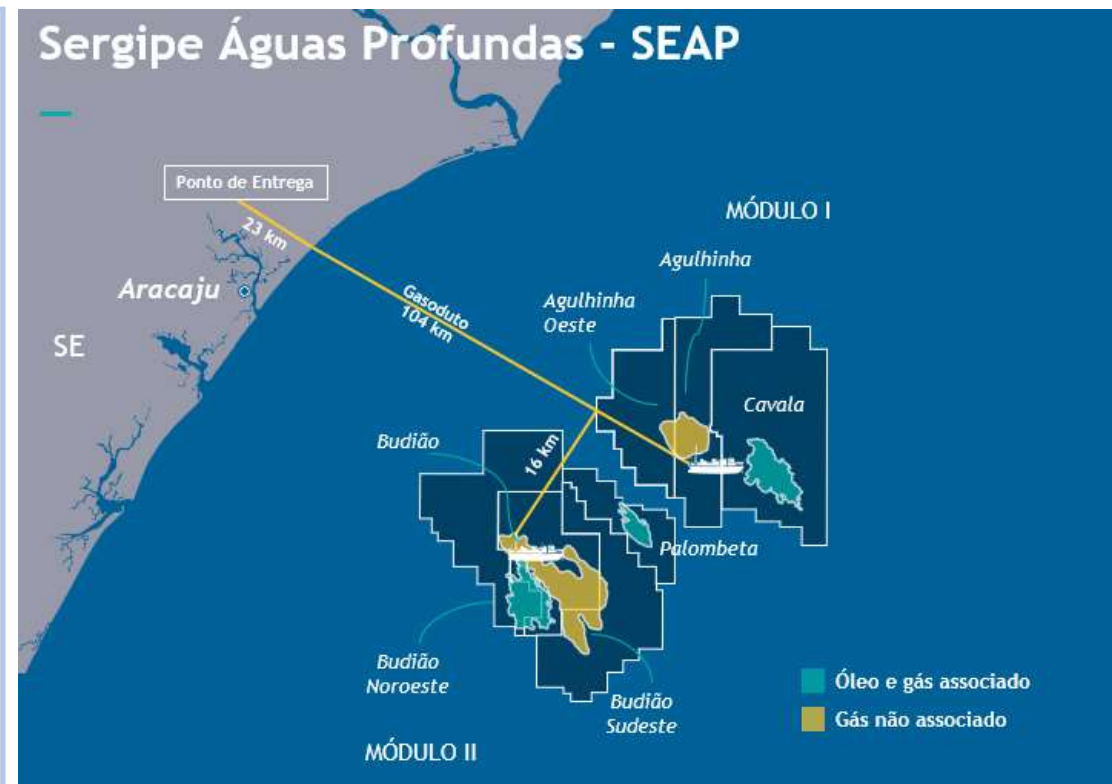 Sergipe Águas Profundas - SEAP
Ponto de Entrega
23 km
Aracaju
SE
Gasoduto
104 km
MÓDULO I
Agulhinha
Agulhinha
Oeste
Cavala
Budião
16 km
Palombeta
Budião
Noroeste
Budião
Sudeste
MÓDULO II
Óleo e gás associado
Gás não associado